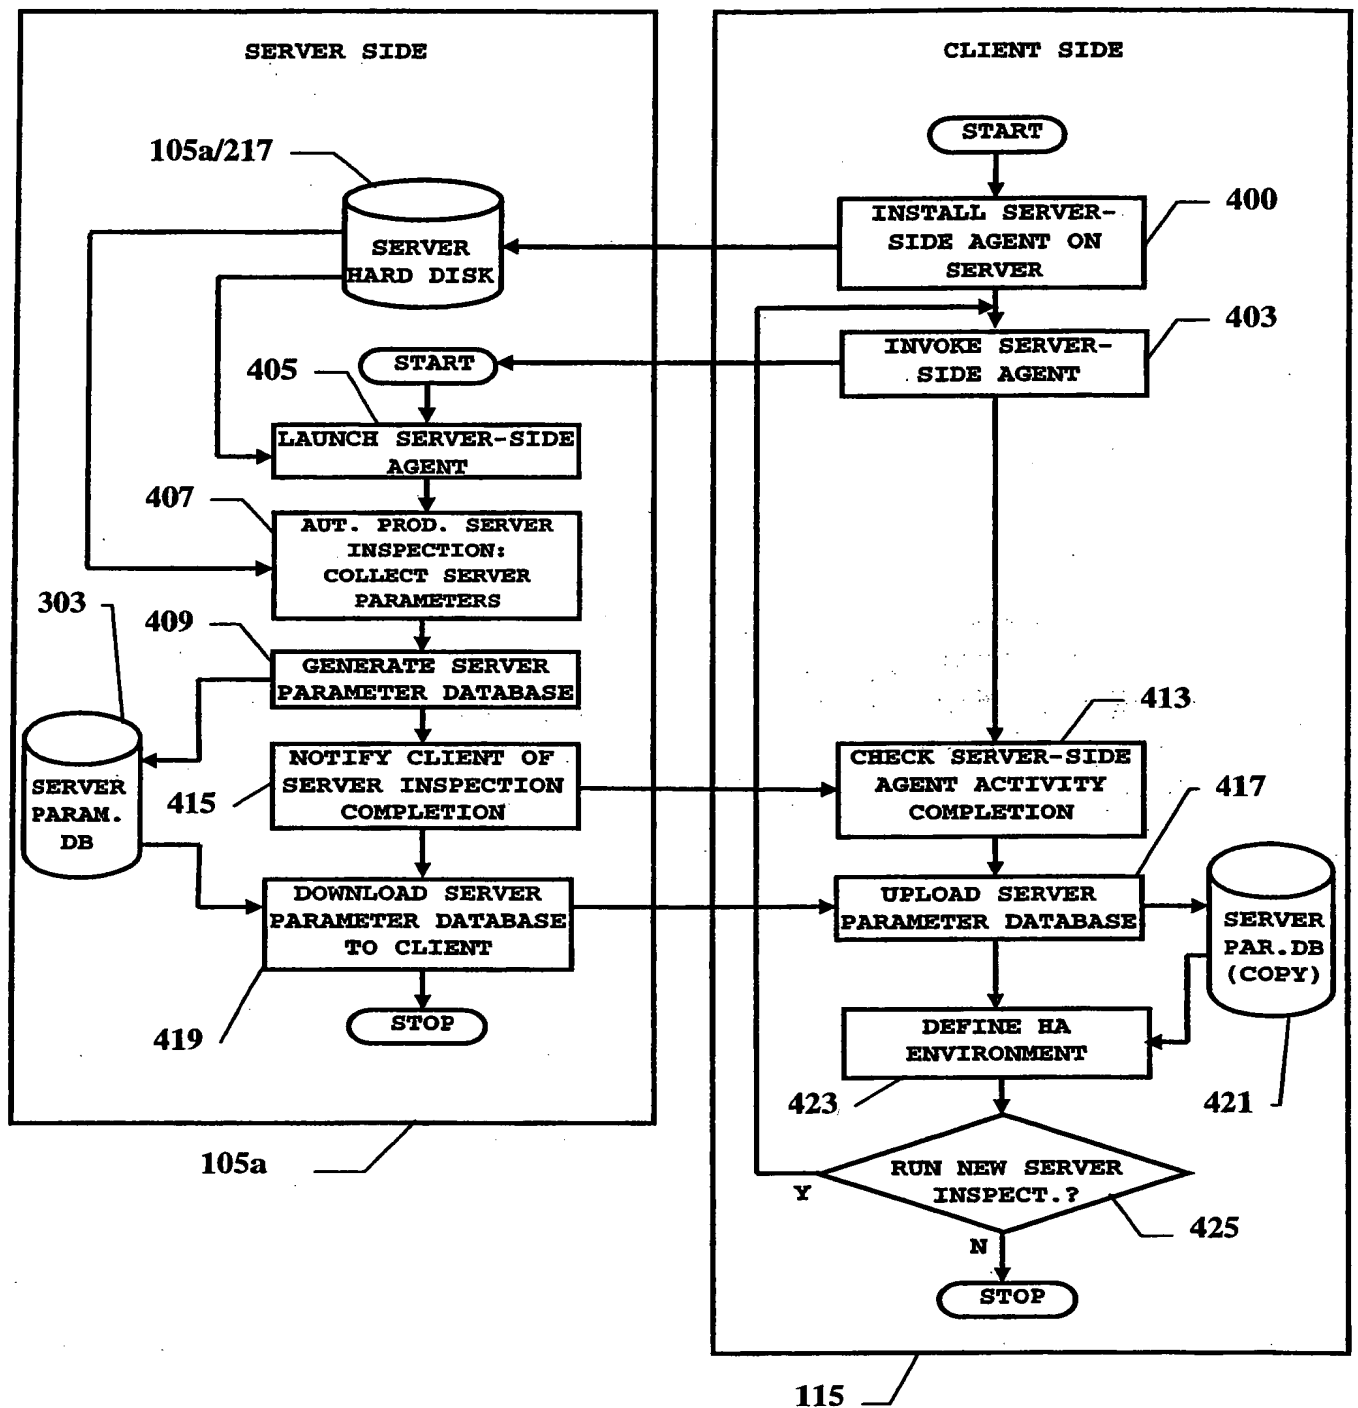 SERVER SIDE
105a/217
SERVER
HARD DISK
START
405
LAUNCH SERVER-SIDE
AGENT
407
AUT. PROD. SERVER
INSPECTION:
COLLECT SERVER
PARAMETERS
303
409
GENERATE SERVER
PARAMETER DATABASE
SERVER
PARAM.
DB
415
NOTIFY CLIENT OF
SERVER INSPECTION
COMPLETION
DOWNLOAD SERVER
PARAMETER DATABASE
TO CLIENT
419
STOP
105a
CLIENT SIDE
START
INSTALL SERVER-
SIDE AGENT ON
SERVER
400
INVOKE SERVER-
SIDE AGENT
403
413
CHECK SERVER-SIDE
AGENT ACTIVITY
COMPLETION
417
UPLOAD SERVER
PARAMETER DATABASE
SERVER
PAR.DB
(COPY)
421
DEFINE HA
ENVIRONMENT
423
RUN NEW SERVER
INSPECT.?
Y
425
N
STOP
115